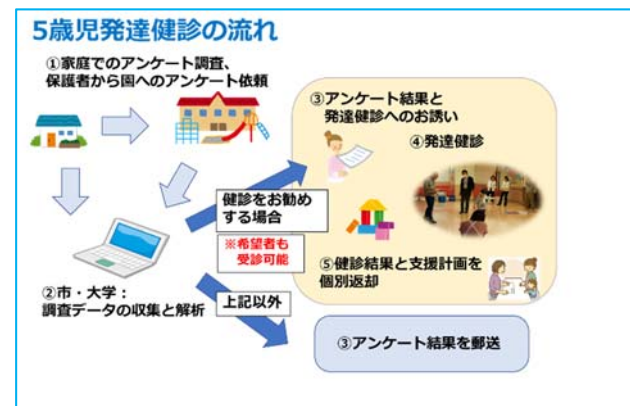 5歳児発達健診の流れ
①家庭でのアンケート調査、
保護者から園へのアンケート依頼
③アンケート結果と
発達健診へのお誘い
④発達健診
健診をお勧め
する場合
※希望者も
受診可能
⑤健診結果と支援計画を
個別返却
②市・大学：
調査データの収集と解析
上記以外
③アンケート結果を郵送